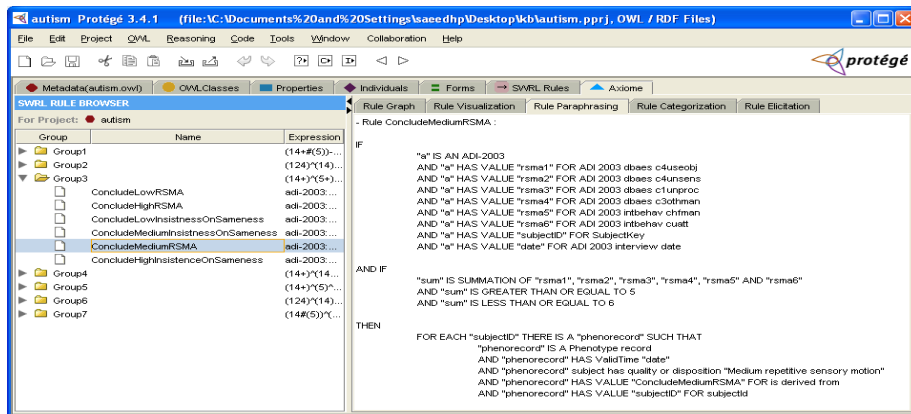 autism Protégé 3.4.1 (file:\C:\Documents%20and%20Settings\saeedhp\Desktop\kb\autism.pprj, OWL / RDF Files)
File Edit Project OWL Reasoning Code Tools Window Collaboration Help
protégé
Metadata(autism.owl) OWLClasses Properties Individuals Forms SWRL Rules Axiome
SWRL RULE BROWSER
For Project: autism
Group Name Expression
Group1 (14+#(5))-...
Group2 (124)^(14)...
Group3 (14+)^(5+)...
ConcludeLowRSMA adi-2003:...
ConcludeHighRSMA adi-2003:...
ConcludeLowInsistnessOnSameness adi-2003:...
ConcludeMediumInsistnessOnSameness adi-2003:...
ConcludeMediumRSMA adi-2003:...
ConcludeHighInsistenceOnSameness adi-2003:...
Group4 (14+)^(14...
Group5 (14+)^(5)^...
Group6 (124)^(14)...
Group7 (14#(5))^(...
Rule Graph Rule Visualization Rule Paraphrasing Rule Categorization Rule Elicitation
- Rule ConcludeMediumRSMA :
IF
"a" IS AN ADI-2003
AND "a" HAS VALUE "rsma1" FOR ADI 2003 dbaes c4useobj
AND "a" HAS VALUE "rsma2" FOR ADI 2003 dbaes c4unsens
AND "a" HAS VALUE "rsma3" FOR ADI 2003 dbaes c1unproc
AND "a" HAS VALUE "rsma4" FOR ADI 2003 dbaes c3othman
AND "a" HAS VALUE "rsma5" FOR ADI 2003 intbehav chfman
AND "a" HAS VALUE "rsma6" FOR ADI 2003 intbehav cuatt
AND "a" HAS VALUE "subjectID" FOR SubjectKey
AND "a" HAS VALUE "date" FOR ADI 2003 interview date
AND IF
"sum" IS SUMMATION OF "rsma1", "rsma2", "rsma3", "rsma4", "rsma5" AND "rsma6"
AND "sum" IS GREATER THAN OR EQUAL TO 5
AND "sum" IS LESS THAN OR EQUAL TO 6
THEN
FOR EACH "subjectID" THERE IS A "phenorecord" SUCH THAT
"phenorecord" IS A Phenotype record
AND "phenorecord" HAS ValidTime "date"
AND "phenorecord" subject has quality or disposition "Medium repetitive sensory motion"
AND "phenorecord" HAS VALUE "ConcludeMediumRSMA" FOR is derived from
AND "phenorecord" HAS VALUE "subjectID" FOR subjectId